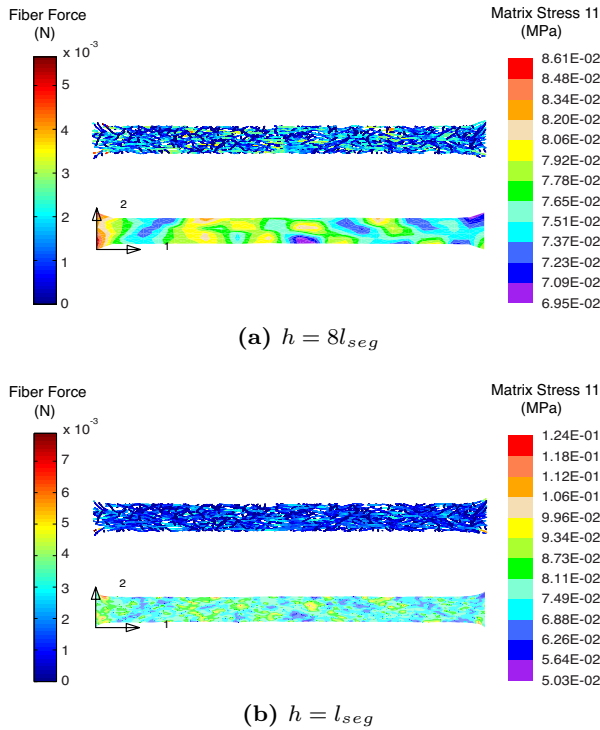 Fiber Force
(N)
x 10^-3
5
4
3
2
1
0
2
1
Matrix Stress 11
(MPa)
8.61E-02
8.48E-02
8.34E-02
8.20E-02
8.06E-02
7.92E-02
7.78E-02
7.65E-02
7.51E-02
7.37E-02
7.23E-02
7.09E-02
6.95E-02
(a) h = 8l_seg
Fiber Force
(N)
x 10^-3
7
6
5
4
3
2
1
0
2
1
Matrix Stress 11
(MPa)
1.24E-01
1.18E-01
1.12E-01
1.06E-01
9.96E-02
9.34E-02
8.73E-02
8.11E-02
7.49E-02
6.88E-02
6.26E-02
5.64E-02
5.03E-02
(b) h = l_seg